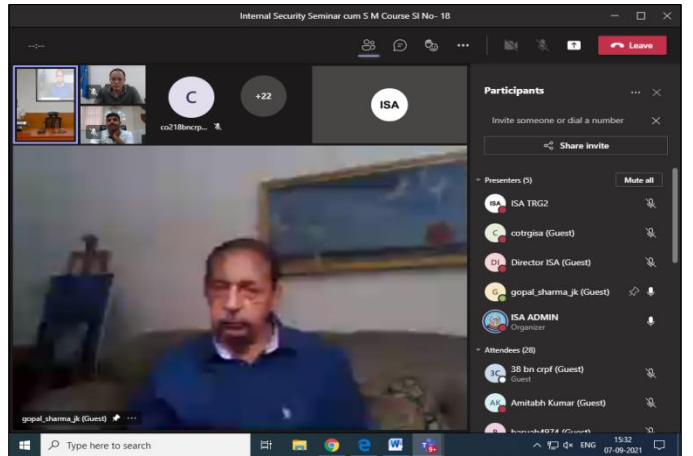 Internal Security Seminar cum S M Course Sl No- 18
--:--
Leave
C
+22
ISA
co218bncrp...
Participants
Invite someone or dial a number
Share invite
Presenters (5)
Mute all
ISA TRG2
C
cotrgisa (Guest)
DI
Director ISA (Guest)
G
gopal_sharma_jk (Guest)
ISA ADMIN
Organizer
Attendees (28)
3C
38 bn crpf (Guest)
Guest
AK
Amitabh Kumar (Guest)
gopal_sharma_jk (Guest)
Type here to search
ENG
15:32
07-09-2021